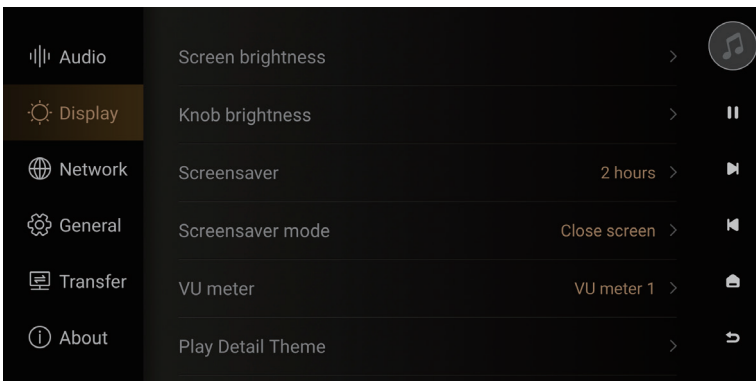 Audio
Display
Network
General
Transfer
About
Screen brightness
Knob brightness
Screensaver 2 hours
Screensaver mode Close screen
VU meter VU meter 1
Play Detail Theme